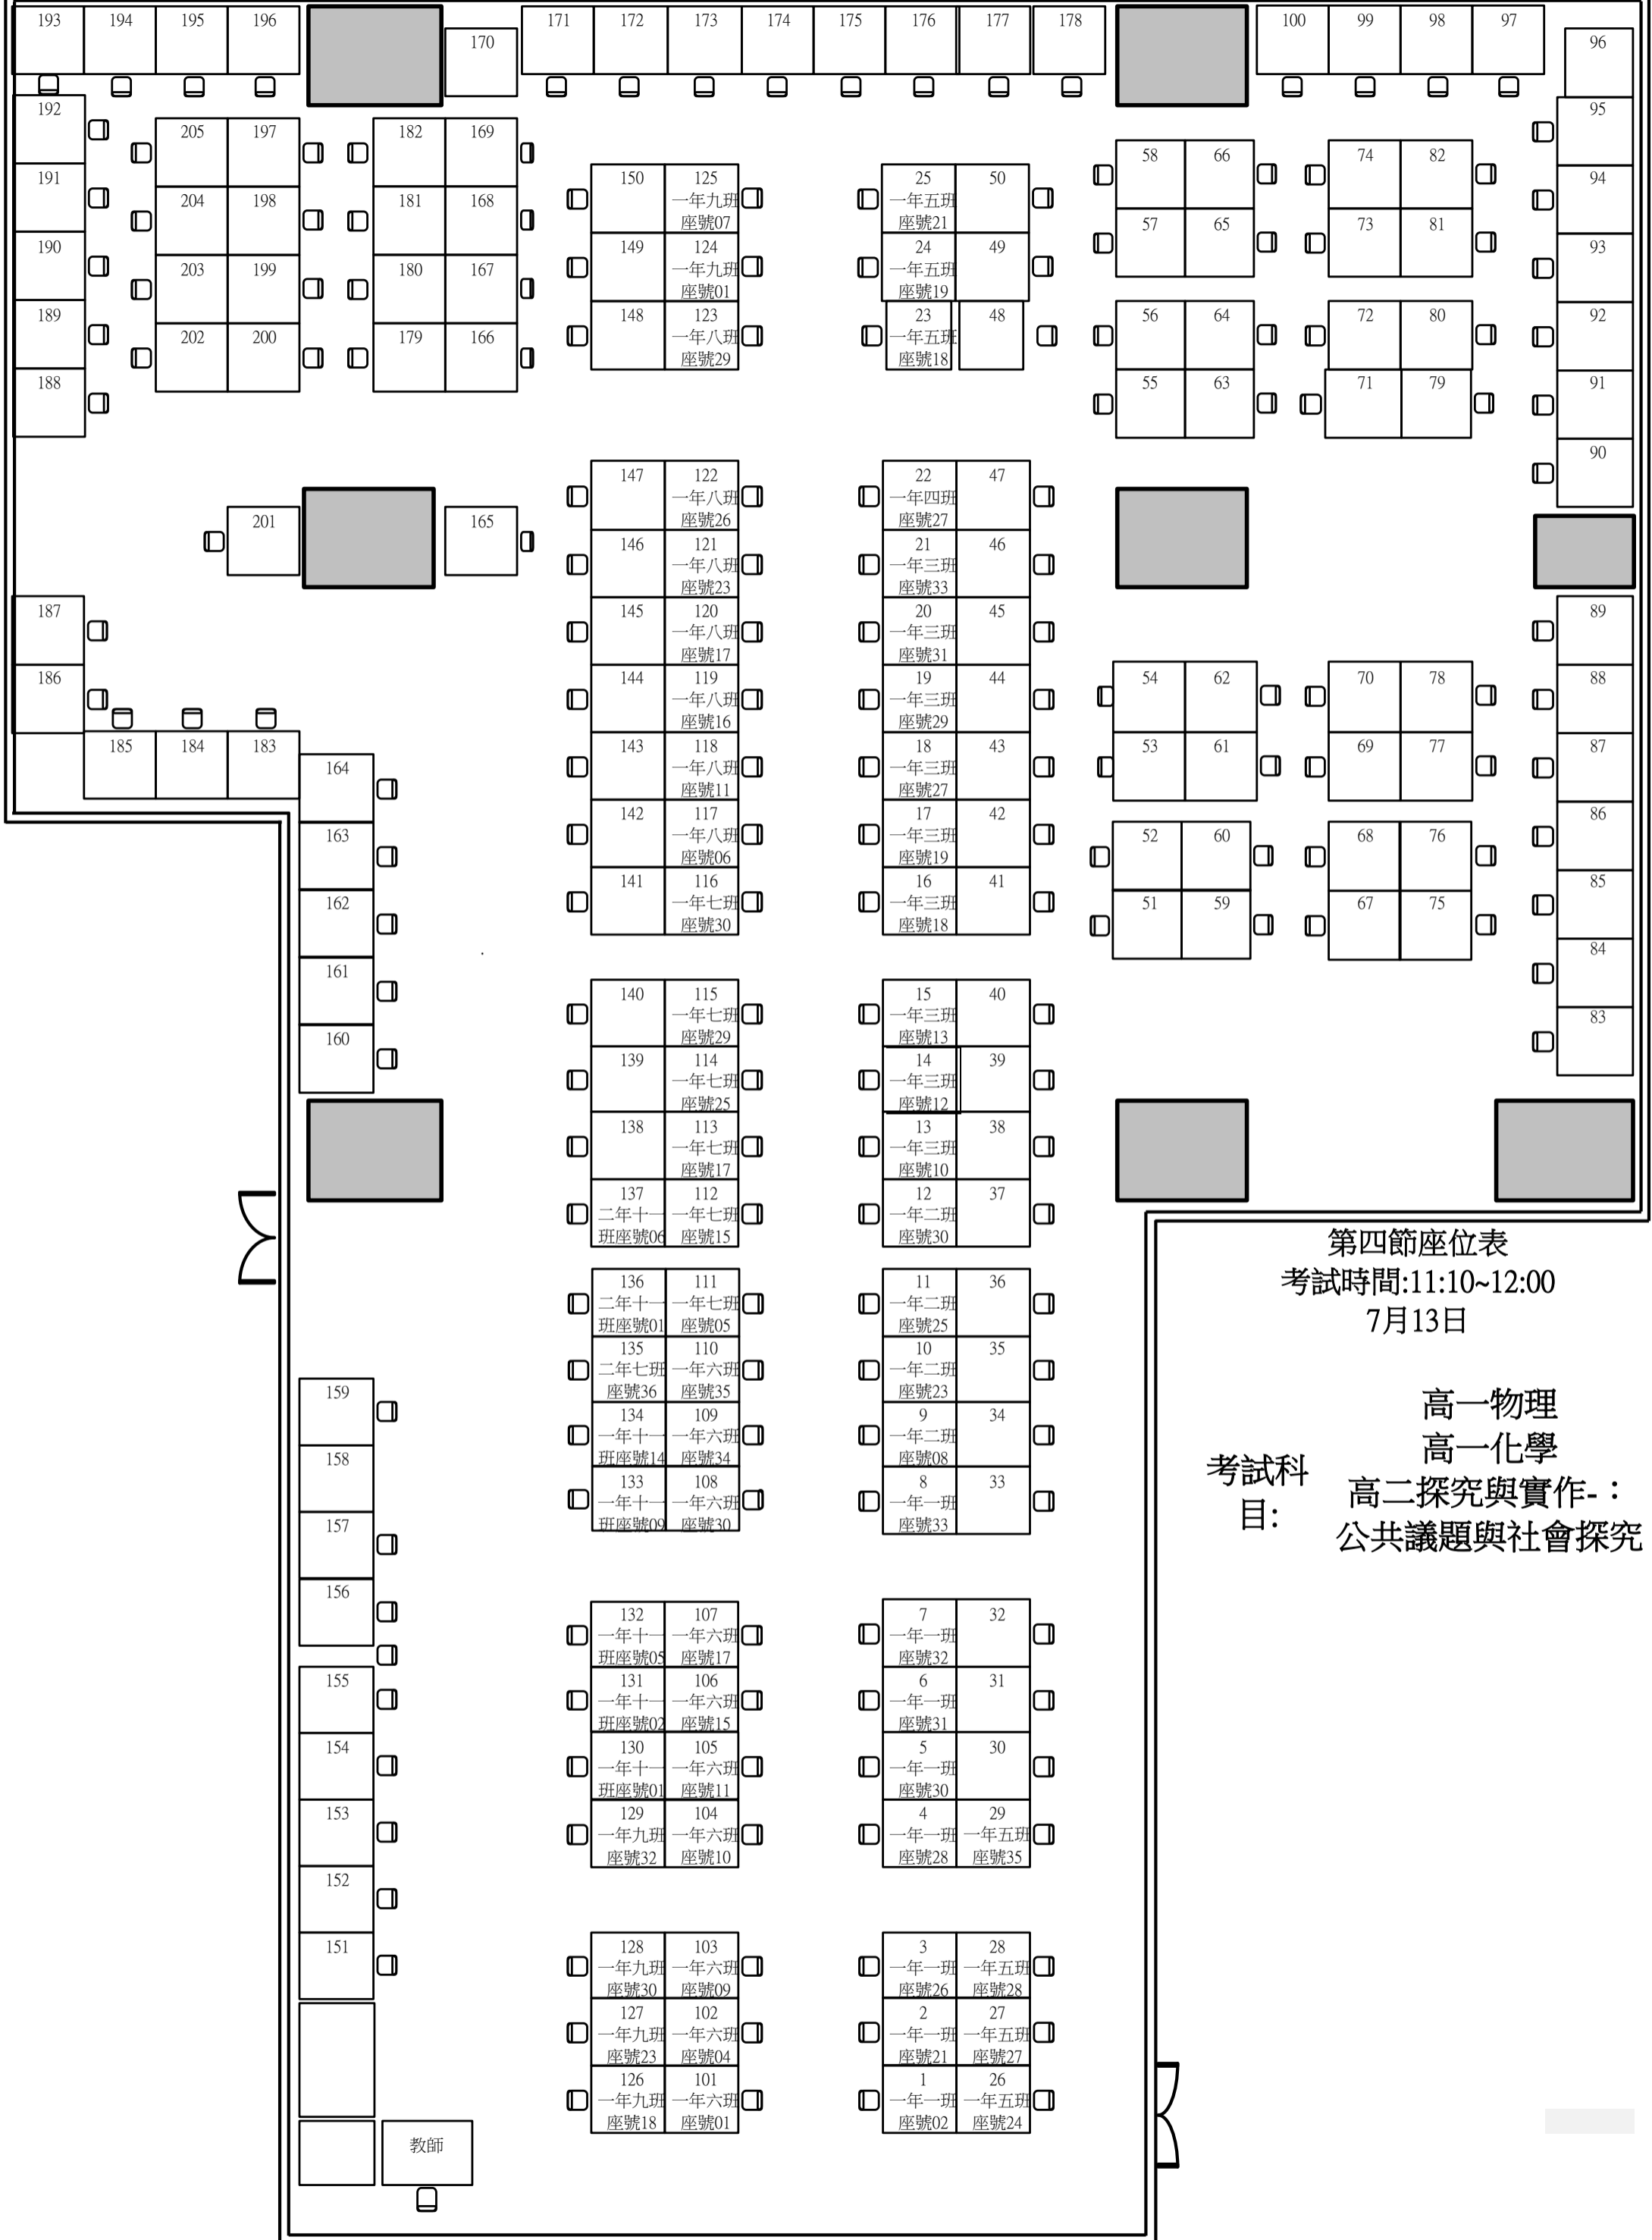 193 194 195 196
170
171 172 173 174 175 176 177 178
100 99 98 97
96
192
191
190
189
188
205 197
204 198
203 199
202 200
182 169
181 168
180 167
179 166
150
125
一年九班
座號07
149
124
一年九班
座號01
148
123
一年八班
座號29
25
一年五班
座號21
50
24
一年五班
座號19
49
23
一年五班
座號18
48
58 66
57 65
56 64
55 63
74 82
73 81
72 80
71 79
95
94
93
92
91
90
201
165
147
122
一年八班
座號26
146
121
一年八班
座號23
145
120
一年八班
座號17
144
119
一年八班
座號16
143
118
一年八班
座號11
142
117
一年八班
座號06
141
116
一年七班
座號30
22
一年四班
座號27
47
21
一年三班
座號33
46
20
一年三班
座號31
45
19
一年三班
座號29
44
18
一年三班
座號27
43
17
一年三班
座號19
42
16
一年三班
座號18
41
187
186
185 184 183
164
163
162
161
160
54 62
53 61
52 60
51 59
70 78
69 77
68 76
67 75
89
88
87
86
85
84
83
140
115
一年七班
座號29
139
114
一年七班
座號25
138
113
一年七班
座號17
137
二年十一
班座號06
112
一年七班
座號15
15
一年三班
座號13
40
14
一年三班
座號12
39
13
一年三班
座號10
38
12
一年二班
座號30
37
第四節座位表
考試時間:11:10~12:00
7月13日
136
二年十一
班座號01
111
一年七班
座號05
135
二年七班
座號36
110
一年六班
座號35
134
一年十一
班座號14
109
一年六班
座號34
133
一年十一
班座號09
108
一年六班
座號30
11
一年二班
座號25
36
10
一年二班
座號23
35
9
一年二班
座號08
34
8
一年一班
座號33
33
考試科
目:
高一物理
高一化學
高二探究與實作-：
公共議題與社會探究
159
158
157
156
155
154
153
152
151
132
一年十一
班座號05
107
一年六班
座號17
131
一年十一
班座號02
106
一年六班
座號15
130
一年十一
班座號01
105
一年六班
座號11
129
一年九班
座號32
104
一年六班
座號10
7
一年一班
座號32
32
6
一年一班
座號31
31
5
一年一班
座號30
30
4
一年一班
座號28
29
一年五班
座號35
128
一年九班
座號30
103
一年六班
座號09
127
一年九班
座號23
102
一年六班
座號04
126
一年九班
座號18
101
一年六班
座號01
3
一年一班
座號26
28
一年五班
座號28
2
一年一班
座號21
27
一年五班
座號27
1
一年一班
座號02
26
一年五班
座號24
教師